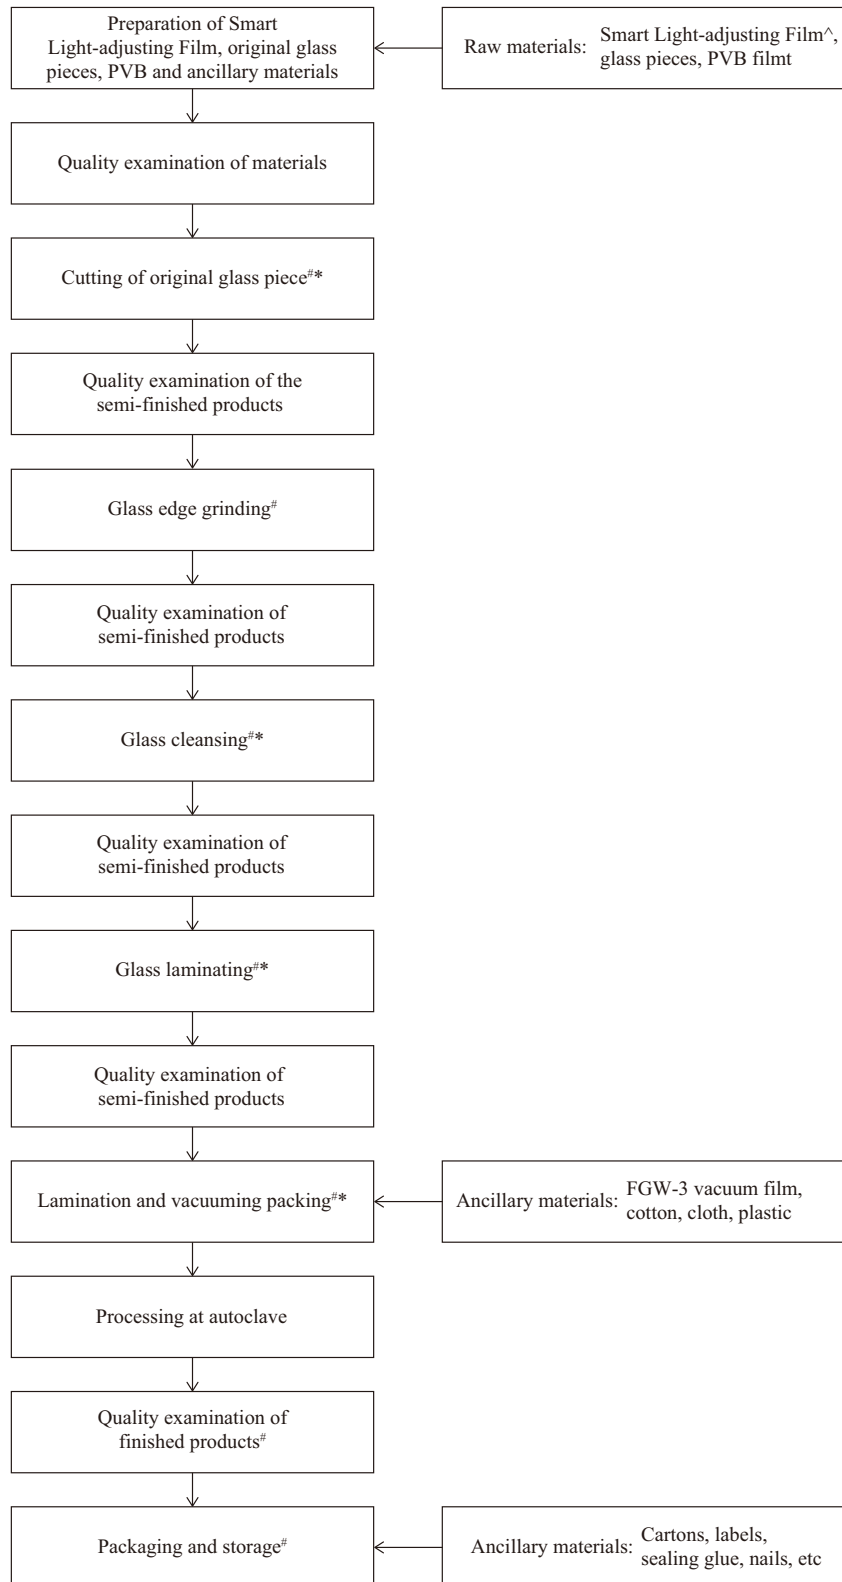 Preparation of Smart
Light-adjusting Film, original glass
pieces, PVB and ancillary materials
Raw materials: Smart Light-adjusting Film^,
glass pieces, PVB filmt
Quality examination of materials
Cutting of original glass piece#*
Quality examination of the
semi-finished products
Glass edge grinding#
Quality examination of
semi-finished products
Glass cleansing#*
Quality examination of
semi-finished products
Glass laminating#*
Quality examination of
semi-finished products
Lamination and vacuuming packing#*
Ancillary materials: FGW-3 vacuum film,
cotton, cloth, plastic
Processing at autoclave
Quality examination of
finished products#
Packaging and storage#
Ancillary materials: Cartons, labels,
sealing glue, nails, etc